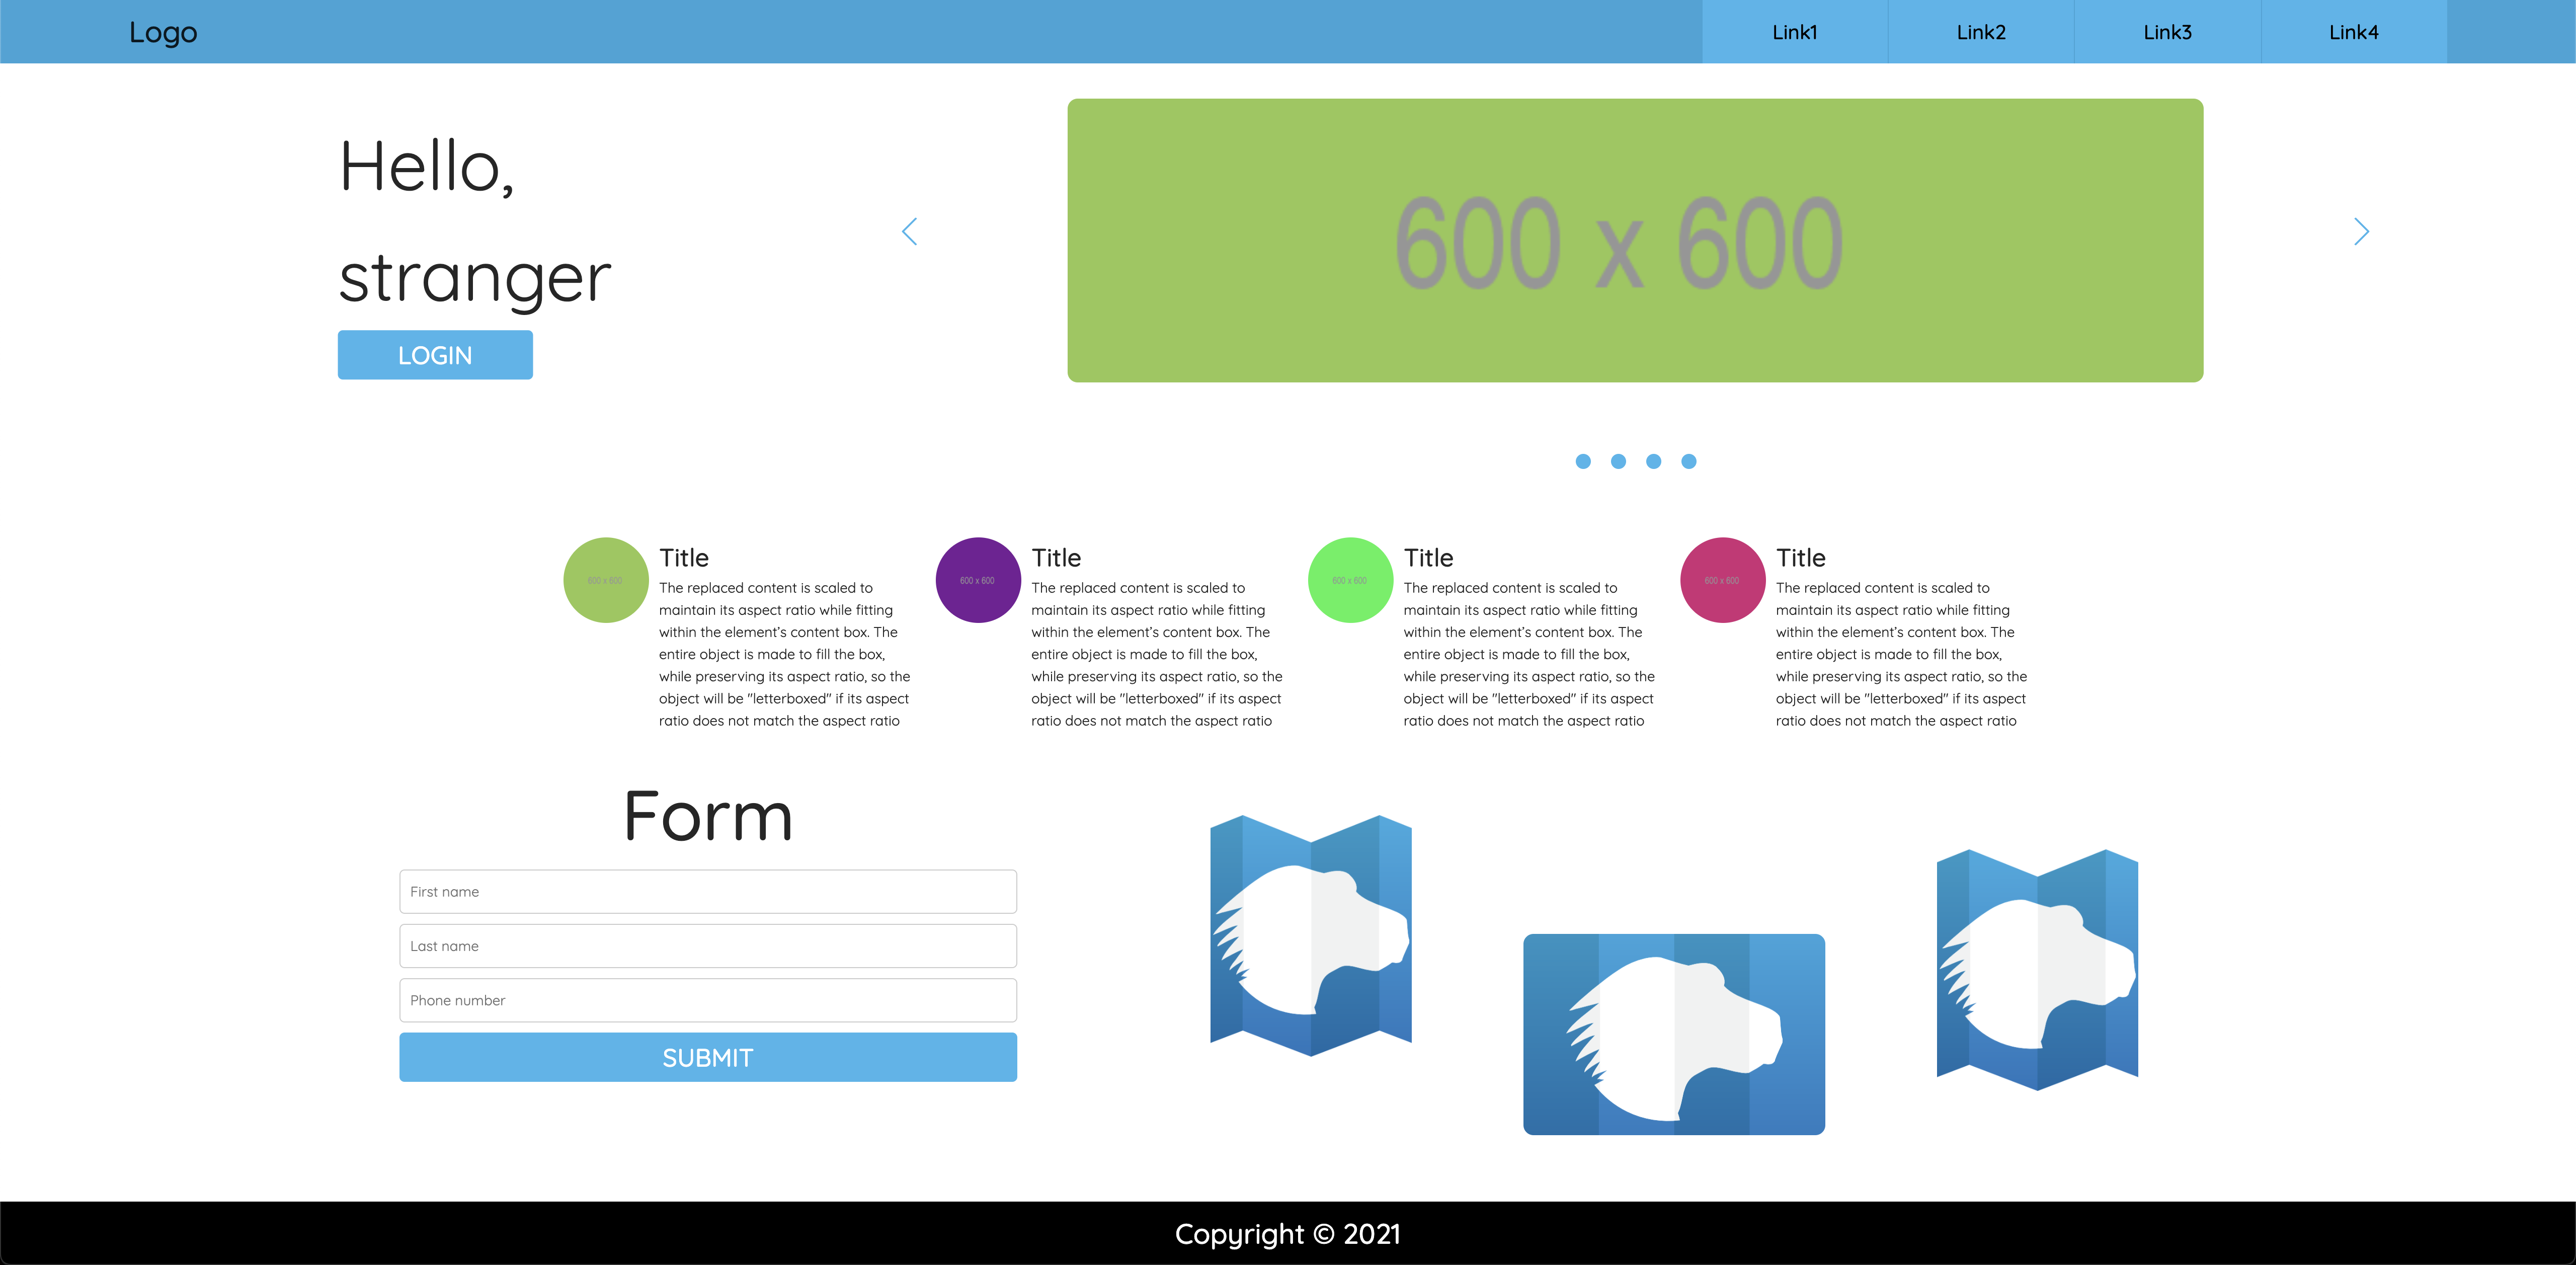 Logo
Link1
Link2
Link3
Link4
Hello,
stranger
LOGIN
600 x 600
600 x 600
Title
The replaced content is scaled to
maintain its aspect ratio while fitting
within the element's content box. The
entire object is made to fill the box,
while preserving its aspect ratio, so the
object will be "letterboxed" if its aspect
ratio does not match the aspect ratio
600 x 600
Title
The replaced content is scaled to
maintain its aspect ratio while fitting
within the element's content box. The
entire object is made to fill the box,
while preserving its aspect ratio, so the
object will be "letterboxed" if its aspect
ratio does not match the aspect ratio
600 x 600
Title
The replaced content is scaled to
maintain its aspect ratio while fitting
within the element's content box. The
entire object is made to fill the box,
while preserving its aspect ratio, so the
object will be "letterboxed" if its aspect
ratio does not match the aspect ratio
600 x 600
Title
The replaced content is scaled to
maintain its aspect ratio while fitting
within the element's content box. The
entire object is made to fill the box,
while preserving its aspect ratio, so the
object will be "letterboxed" if its aspect
ratio does not match the aspect ratio
Form
First name
Last name
Phone number
SUBMIT
Copyright © 2021